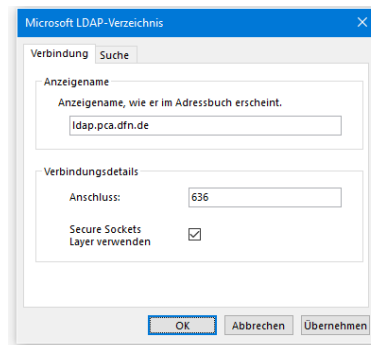 Microsoft LDAP-Verzeichnis
Verbindung Suche
Anzeigename
Anzeigename, wie er im Adressbuch erscheint.
ldap.pca.dfn.de
Verbindungsdetails
Anschluss: 636
Secure Sockets
Layer verwenden
OK Abbrechen Übernehmen